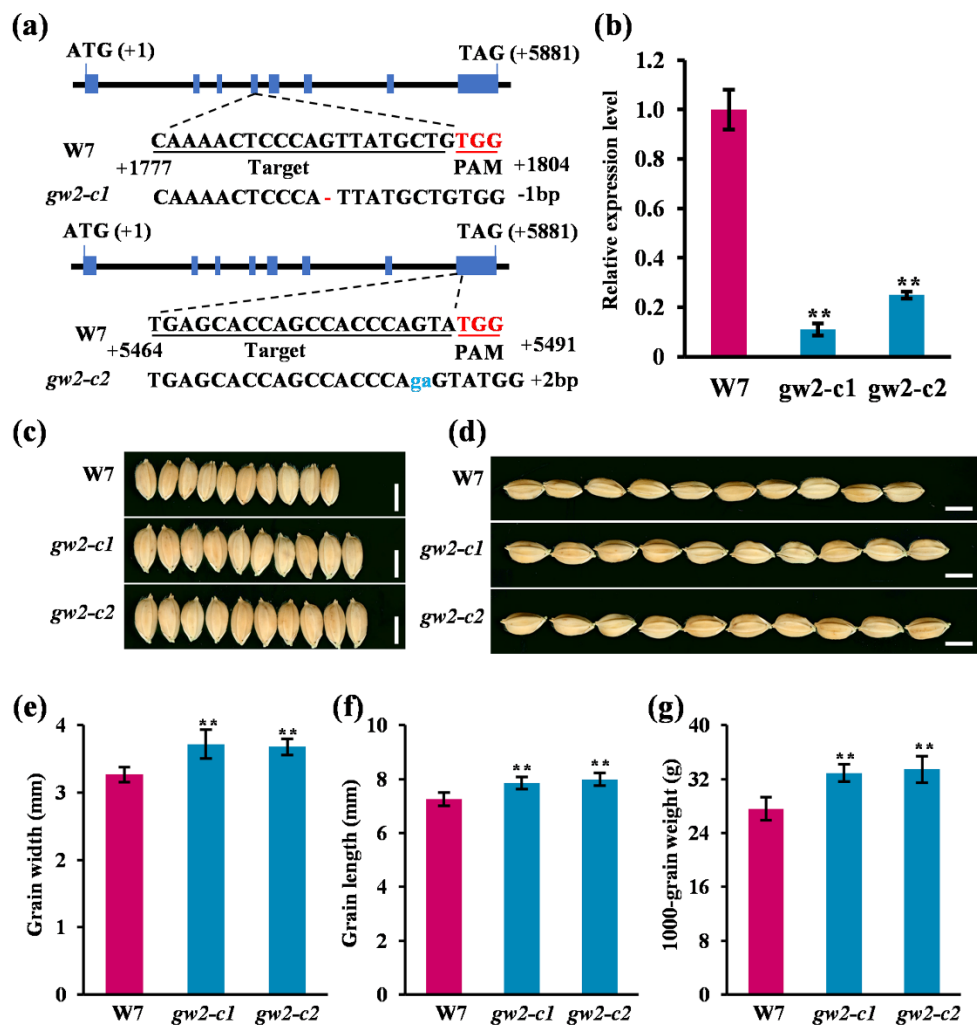 (a)
ATG (+1) TAG (+5881)
W7 CAAAACTCCCAGTTATGCTGTGG
+1777 Target PAM +1804
gw2-c1 CAAAACTCCCA-TTATGCTGTGG -1bp
ATG (+1) TAG (+5881)
W7 TGAGCACCAGCCACCCAGTATGG
+5464 Target PAM +5491
gw2-c2 TGAGCACCAGCCACCCAgaGTATGG +2bp
(b)
Relative expression level
1.2
1.0
0.8
0.6
0.4
0.2
0
** **
W7 gw2-c1 gw2-c2
(c)
W7
gw2-c1
gw2-c2
(d)
W7
gw2-c1
gw2-c2
(e)
Grain width (mm)
4
3
2
1
0
** **
W7 gw2-c1 gw2-c2
(f)
Grain length (mm)
10
8
6
4
2
0
** **
W7 gw2-c1 gw2-c2
(g)
1000-grain weight (g)
40
32
24
16
8
0
** **
W7 gw2-c1 gw2-c2